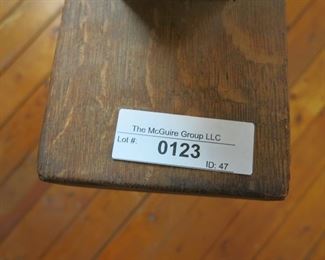 The McGuire Group LLC
Lot #:
0123
ID: 47